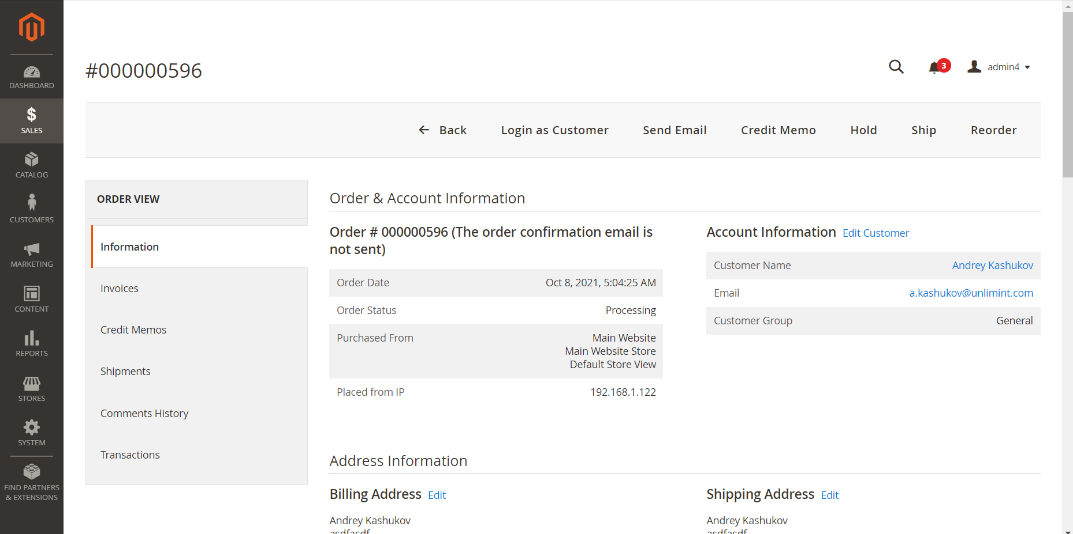 #000000596
3
admin4
DASHBOARD
SALES
CATALOG
CUSTOMERS
MARKETING
CONTENT
REPORTS
STORES
SYSTEM
FIND PARTNERS
& EXTENSIONS
Back Login as Customer Send Email Credit Memo Hold Ship Reorder
ORDER VIEW
Information
Invoices
Credit Memos
Shipments
Comments History
Transactions
Order & Account Information
Order # 000000596 (The order confirmation email is
not sent)
Order Date Oct 8, 2021, 5:04:25 AM
Order Status Processing
Purchased From Main Website
Main Website Store
Default Store View
Placed from IP 192.168.1.122
Account Information Edit Customer
Customer Name Andrey Kashukov
Email a.kashukov@unlimint.com
Customer Group General
Address Information
Billing Address Edit
Andrey Kashukov
asdfasdf
Shipping Address Edit
Andrey Kashukov
asdfasdf